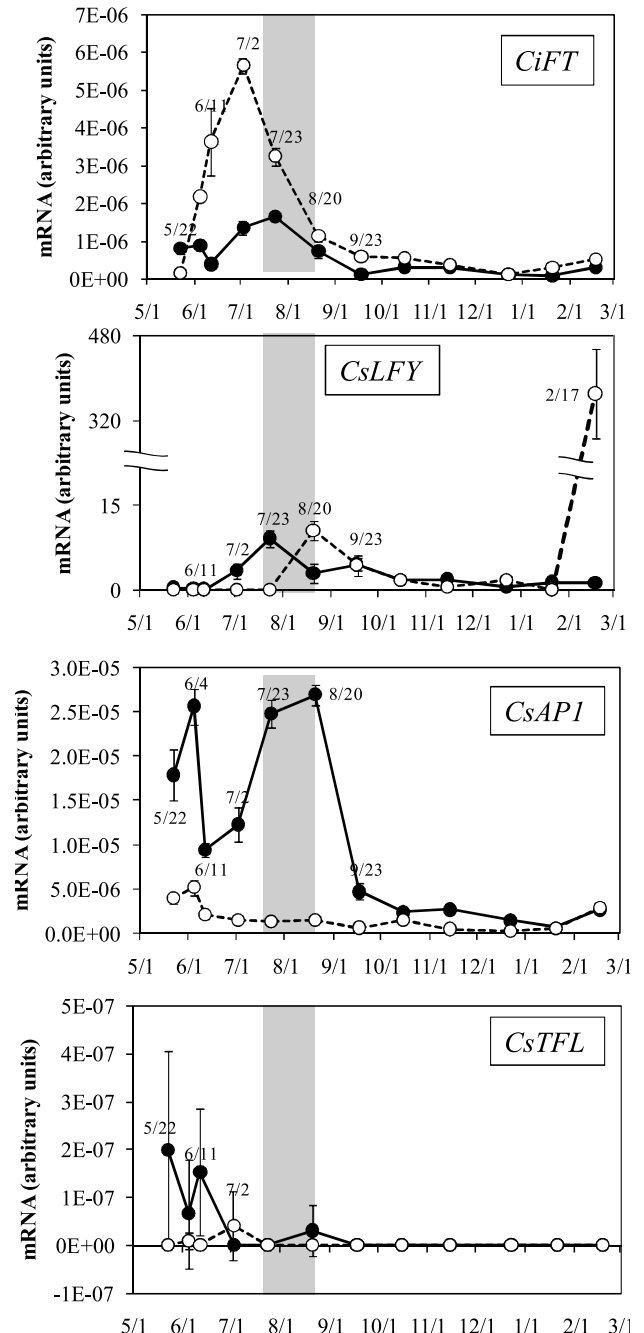 7E-06
6E-06
5E-06
4E-06
3E-06
2E-06
1E-06
0E+00
mRNA (arbitrary units)
CiFT
7/2
6/11
7/23
8/20
5/22
9/23
5/1 6/1 7/1 8/1 9/1 10/1 11/1 12/1 1/1 2/1 3/1
480
320
15
0
mRNA (arbitrary units)
CsLFY
2/17
8/20
7/23
9/23
7/2
6/11
5/1 6/1 7/1 8/1 9/1 10/1 11/1 12/1 1/1 2/1 3/1
3.0E-05
2.5E-05
2.0E-05
1.5E-05
1.0E-05
5.0E-06
0.0E+00
mRNA (arbitrary units)
CsAP1
6/4
7/23
8/20
7/2
5/22
6/11
9/23
5/1 6/1 7/1 8/1 9/1 10/1 11/1 12/1 1/1 2/1 3/1
5E-07
4E-07
3E-07
2E-07
1E-07
0E+00
-1E-07
mRNA (arbitrary units)
CsTFL
5/22
6/11
7/2
5/1 6/1 7/1 8/1 9/1 10/1 11/1 12/1 1/1 2/1 3/1